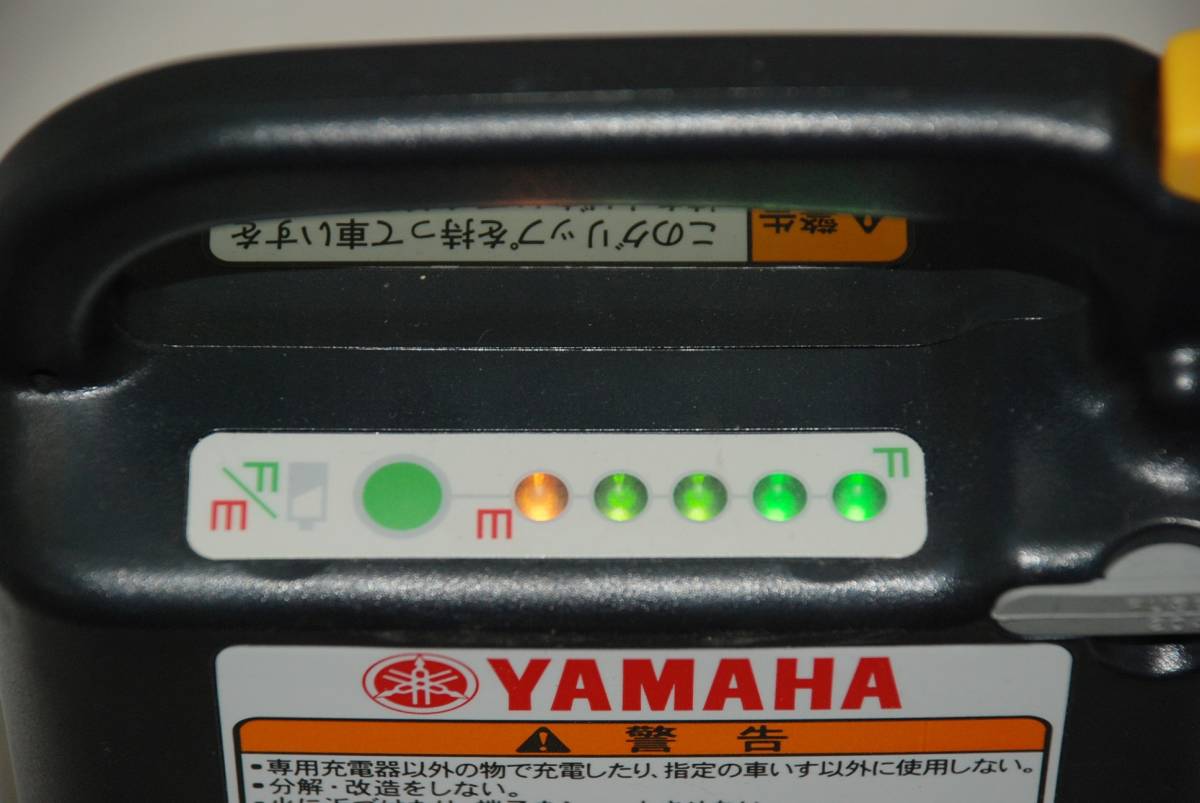 ⚠警告
このグリップを持って車いすを
F/E
E
F
YAMAHA
⚠警告
•専用充電器以外の物で充電したり、指定の車いす以外に使用しない。
•分解・改造をしない。